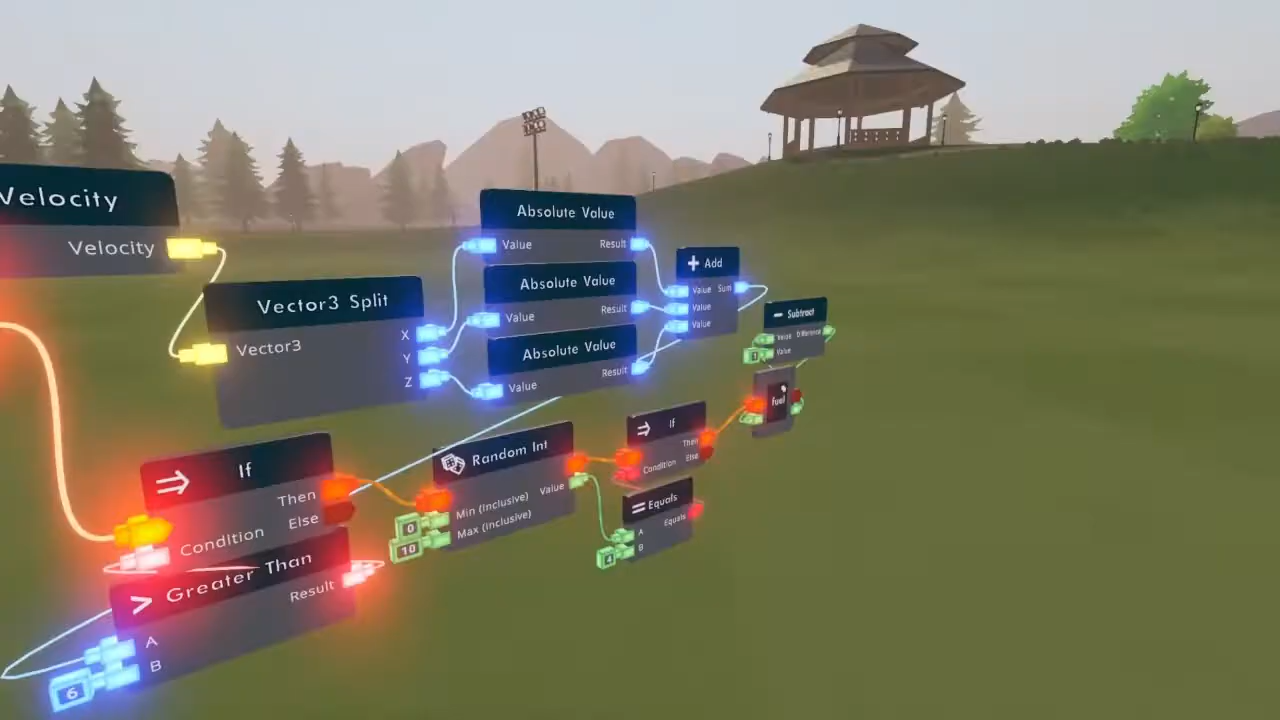 Velocity
Velocity
Vector3 Split
Vector3
X
Y
Z
Absolute Value
Value
Result
Absolute Value
Value
Result
Absolute Value
Value
Result
+ Add
Value
Sum
Value
Value
- Subtract
Value
Difference
1
Value
Fuel
If
Then
Condition
Else
> Greater Than
Result
A
B
6
Random Int
Value
0
Min (Inclusive)
10
Max (Inclusive)
If
Then
Condition
Else
= Equals
Equals
A
4
B